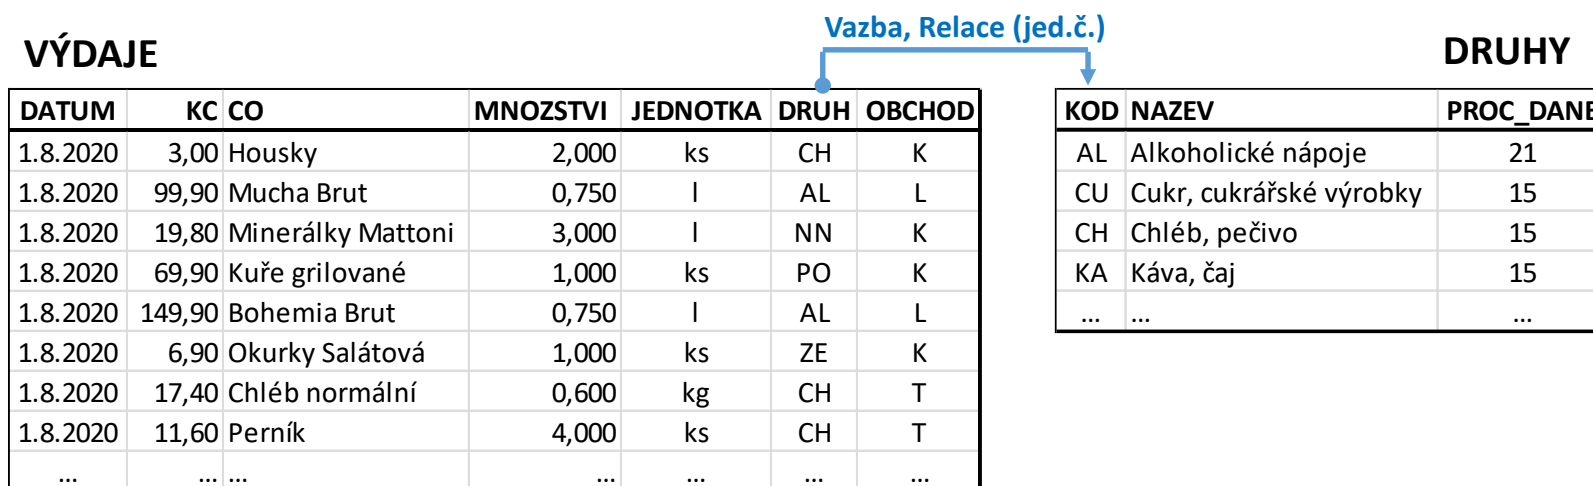 Vazba, Relace (jed.č.)
VÝDAJE
DRUHY
DATUM KC CO MNOZSTVI JEDNOTKA DRUH OBCHOD
1.8.2020 3,00 Housky 2,000 ks CH K
1.8.2020 99,90 Mucha Brut 0,750 l AL L
1.8.2020 19,80 Minerálky Mattoni 3,000 l NN K
1.8.2020 69,90 Kuře grilované 1,000 ks PO K
1.8.2020 149,90 Bohemia Brut 0,750 l AL L
1.8.2020 6,90 Okurky Salátová 1,000 ks ZE K
1.8.2020 17,40 Chléb normální 0,600 kg CH T
1.8.2020 11,60 Perník 4,000 ks CH T
... ... ... ... ... ... ...
KOD NAZEV PROC_DANE
AL Alkoholické nápoje 21
CU Cukr, cukrářské výrobky 15
CH Chléb, pečivo 15
KA Káva, čaj 15
... ... ...